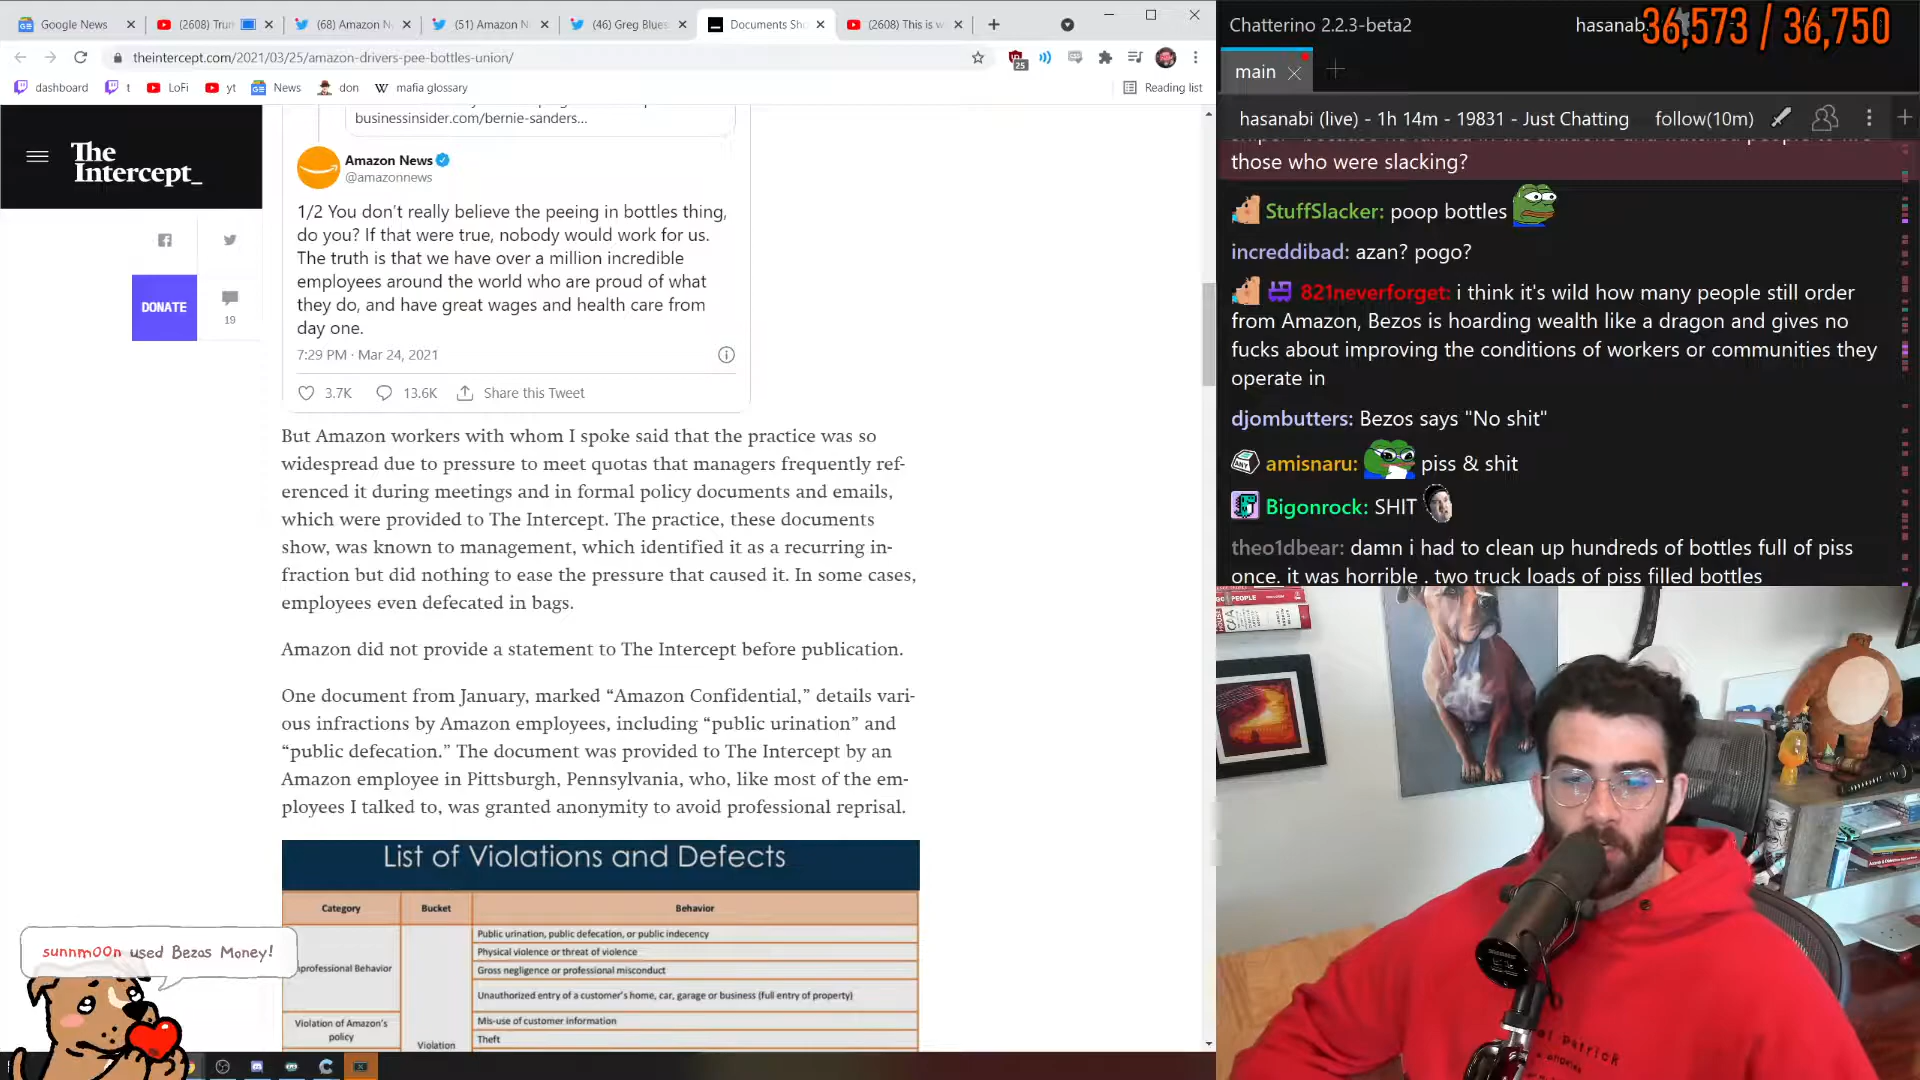 Google News
(2608) Trun
(68) Amazon N
(51) Amazon N
(46) Greg Blues
Documents Sho
(2608) This is w
theintercept.com/2021/03/25/amazon-drivers-pee-bottles-union/
25
dashboard
t
LoFi
yt
News
don
mafia glossary
Reading list
The
Intercept_
DONATE
19
businessinsider.com/bernie-sanders...
Amazon News
@amazonnews
1/2 You don't really believe the peeing in bottles thing,
do you? If that were true, nobody would work for us.
The truth is that we have over a million incredible
employees around the world who are proud of what
they do, and have great wages and health care from
day one.
7:29 PM · Mar 24, 2021
3.7K
13.6K
Share this Tweet
But Amazon workers with whom I spoke said that the practice was so
widespread due to pressure to meet quotas that managers frequently ref-
erenced it during meetings and in formal policy documents and emails,
which were provided to The Intercept. The practice, these documents
show, was known to management, which identified it as a recurring in-
fraction but did nothing to ease the pressure that caused it. In some cases,
employees even defecated in bags.
Amazon did not provide a statement to The Intercept before publication.
One document from January, marked “Amazon Confidential,” details vari-
ous infractions by Amazon employees, including “public urination” and
“public defecation.” The document was provided to The Intercept by an
Amazon employee in Pittsburgh, Pennsylvania, who, like most of the em-
ployees I talked to, was granted anonymity to avoid professional reprisal.
List of Violations and Defects
Category
Bucket
Behavior
Public urination, public defecation, or public indecency
Physical violence or threat of violence
professional Behavior
Gross negligence or professional misconduct
Unauthorized entry of a customer's home, car, garage or business (full entry of property)
Violation of Amazon's
policy
Mis-use of customer information
Theft
Violation
sunnm00n used Bezos Money!
Chatterino 2.2.3-beta2
hasanab
36,573 / 36,750
main
hasanabi (live) - 1h 14m - 19831 - Just Chatting
follow(10m)
those who were slacking?
StuffSlacker: poop bottles
increddibad: azan? pogo?
821neverforget: i think it's wild how many people still order
from Amazon, Bezos is hoarding wealth like a dragon and gives no
fucks about improving the conditions of workers or communities they
operate in
djombutters: Bezos says "No shit"
amisnaru: piss & shit
Bigonrock: SHIT
theo1dbear: damn i had to clean up hundreds of bottles full of piss
once. it was horrible . two truck loads of piss filled bottles